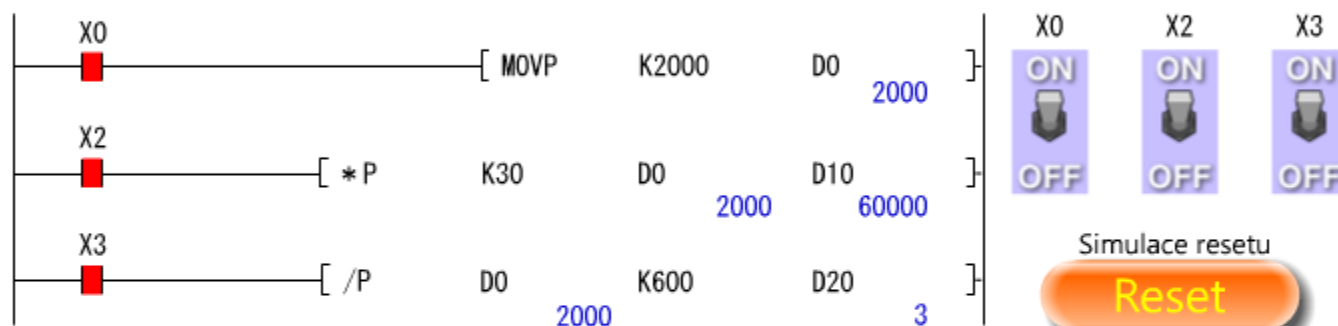 X0 X0 X2 X3
[ MOVP K2000 D0 ] ON ON ON
2000
X2
[ *P K30 D0 D10 ] OFF OFF OFF
2000 60000
X3 Simulace resetu
[ /P D0 K600 D20 ] Reset
2000 3